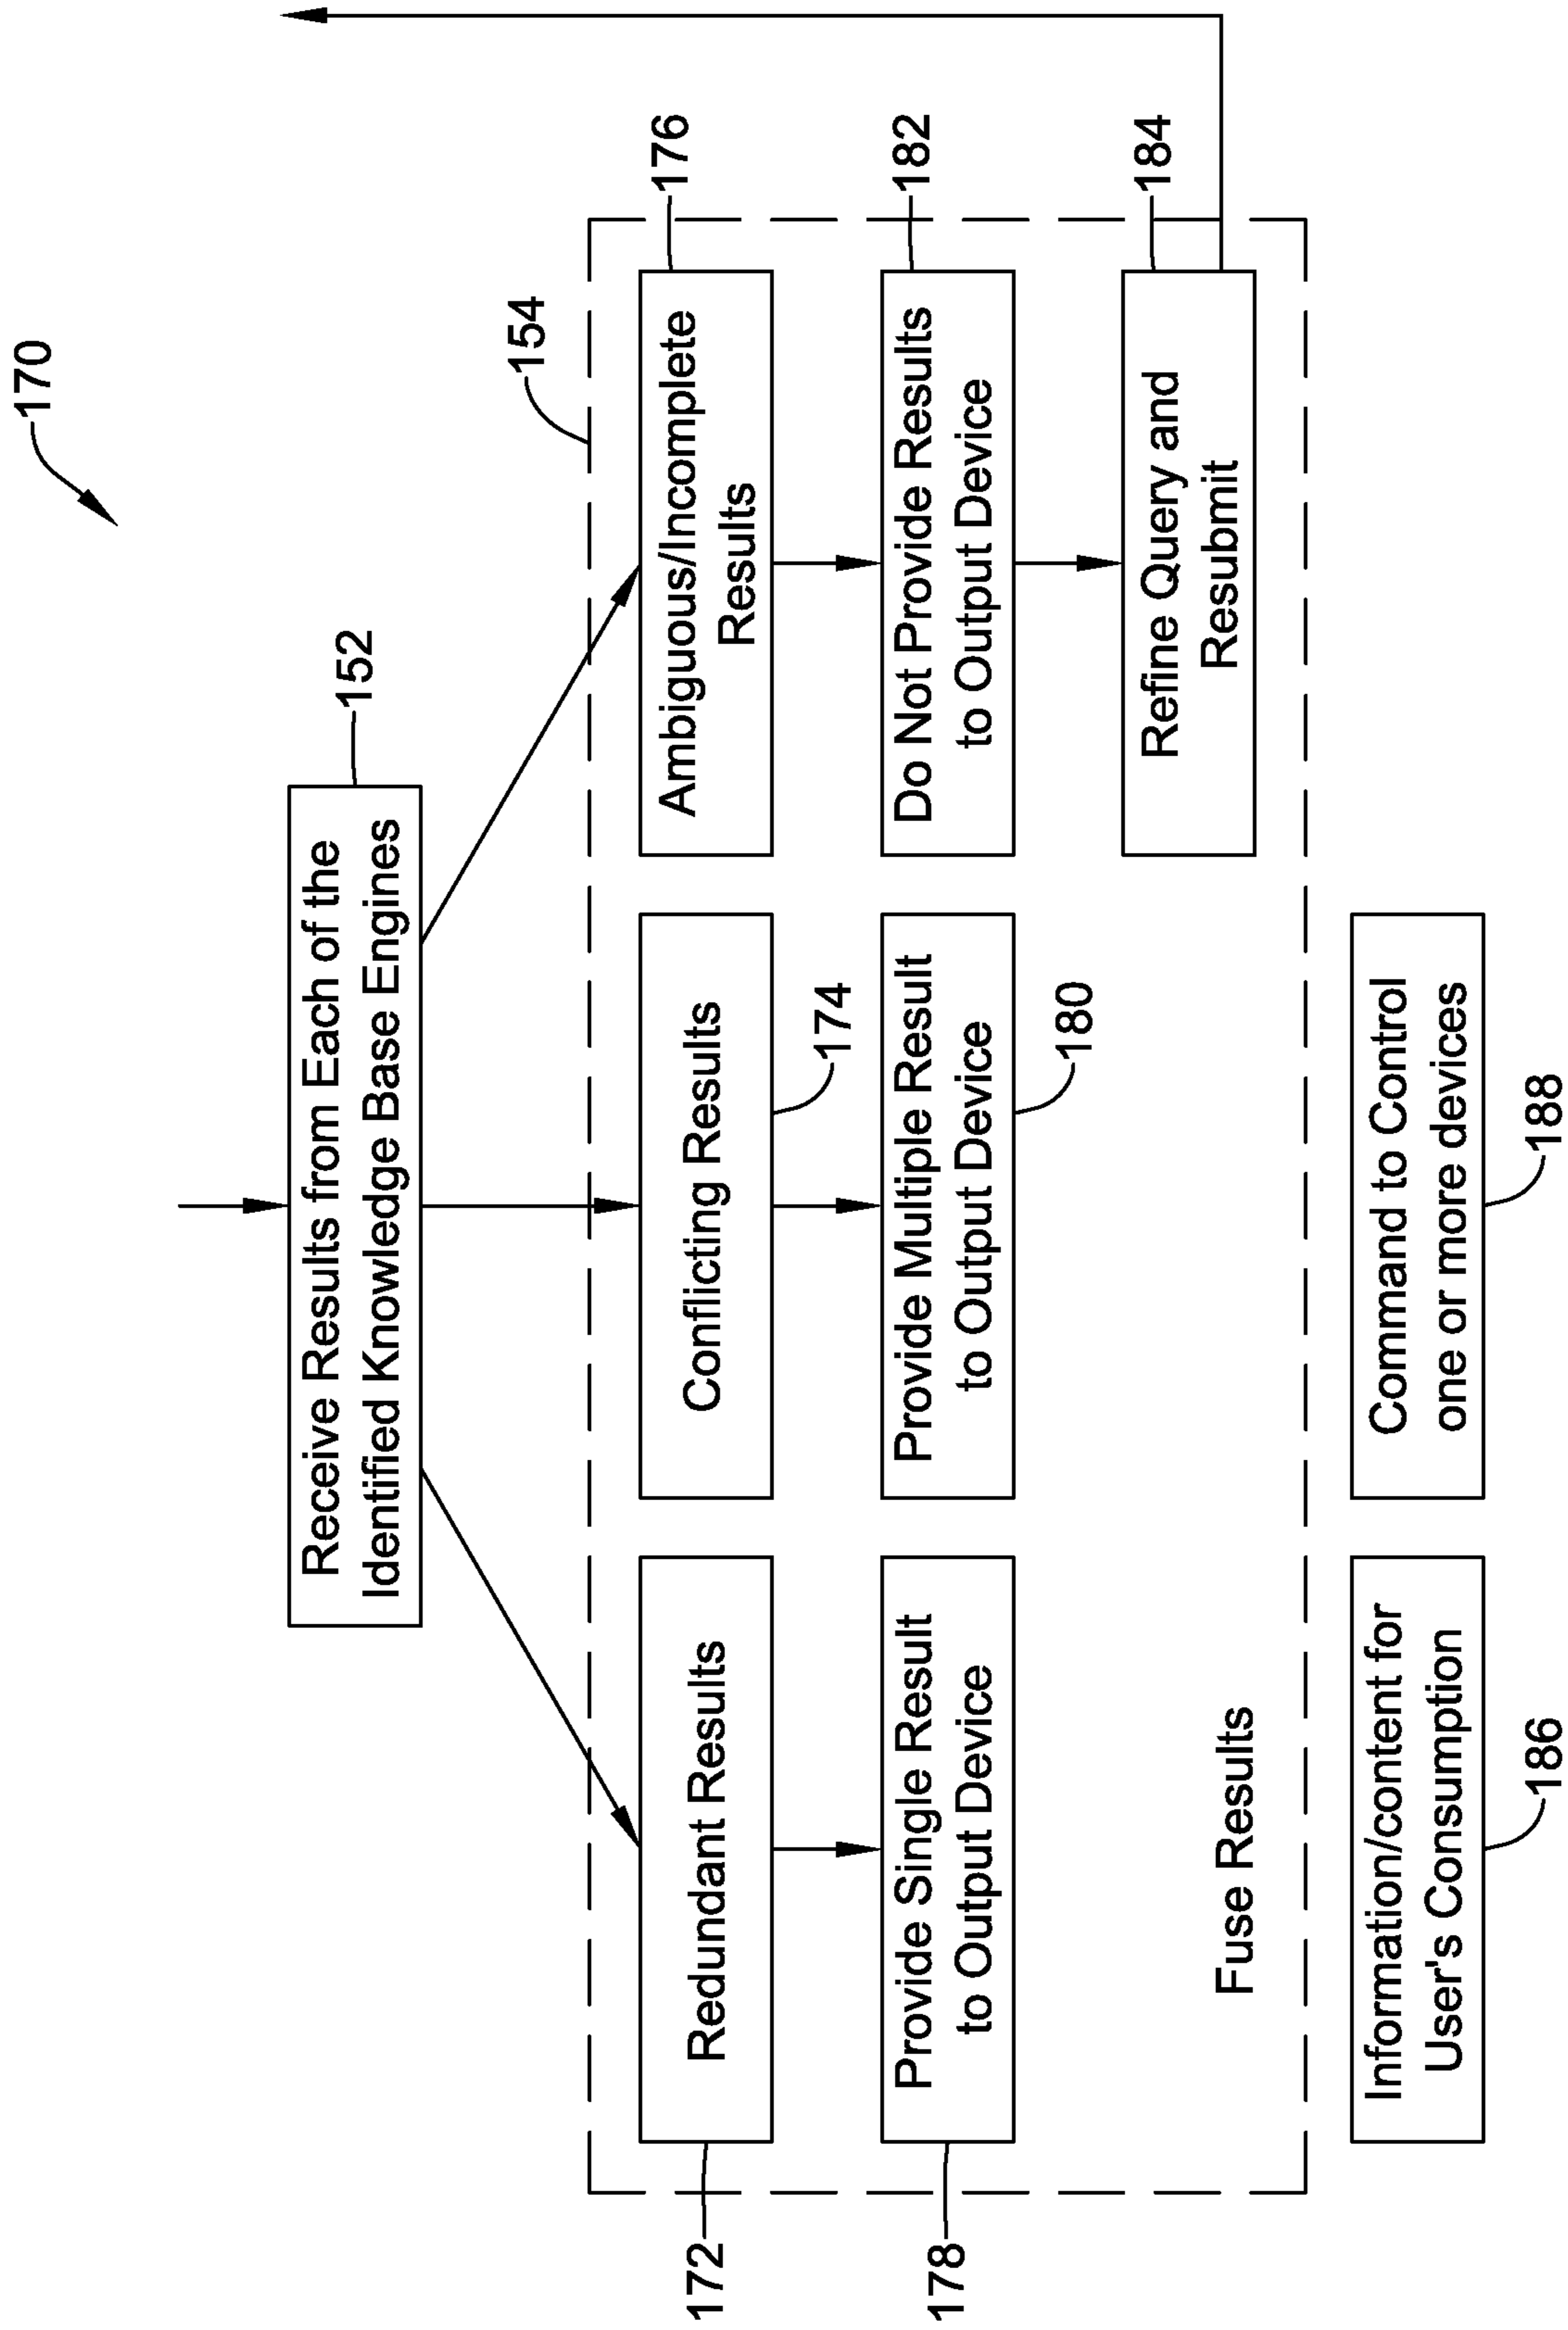 170
Receive Results from Each of the
Identified Knowledge Base Engines
152
154
Redundant Results
172
Conflicting Results
174
Ambiguous/Incomplete
Results
176
Provide Single Result
to Output Device
178
Provide Multiple Result
to Output Device
180
Do Not Provide Results
to Output Device
182
Refine Query and
Resubmit
184
Fuse Results
Information/content for
User's Consumption
186
Command to Control
one or more devices
188